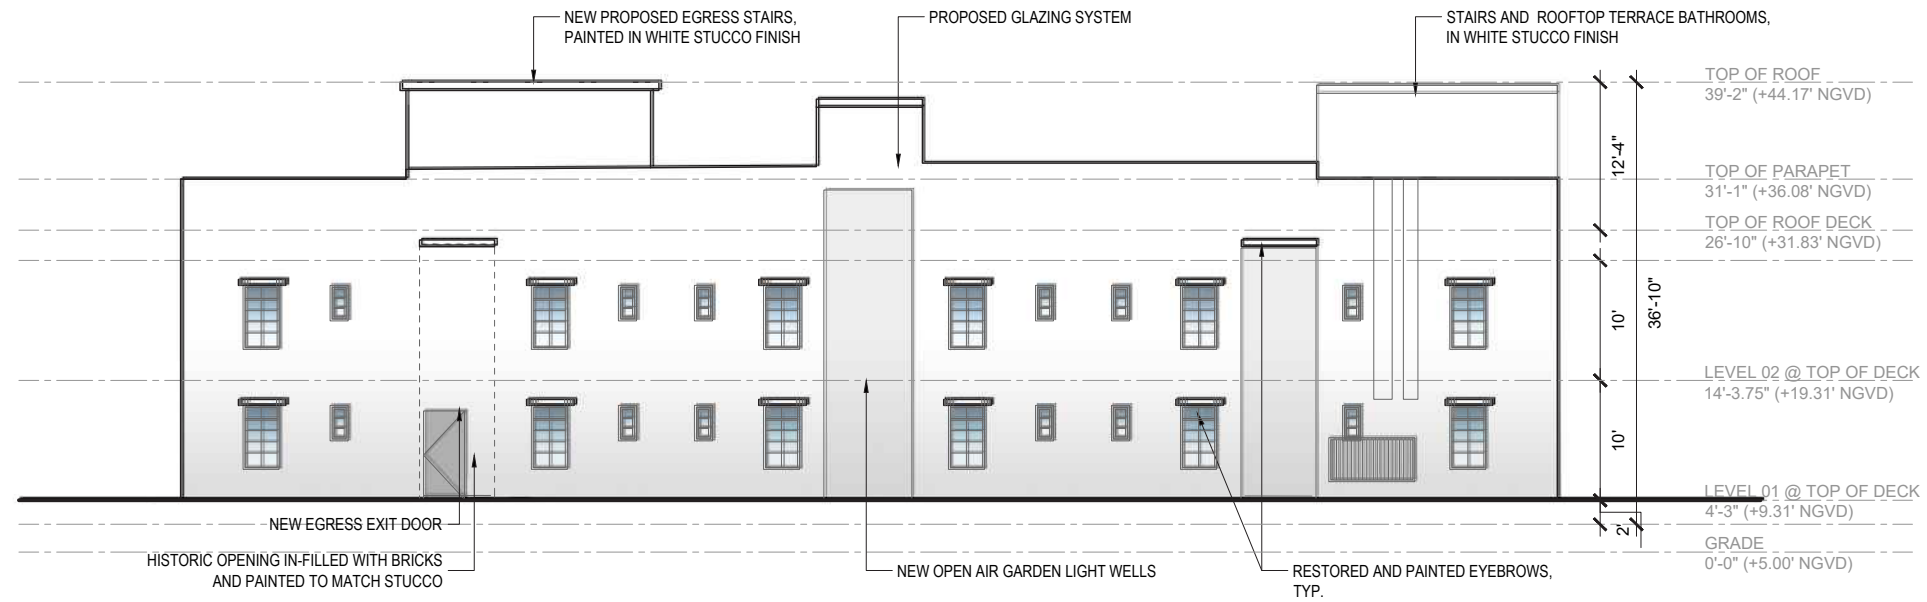 NEW PROPOSED EGRESS STAIRS,
PAINTED IN WHITE STUCCO FINISH
PROPOSED GLAZING SYSTEM
STAIRS AND ROOFTOP TERRACE BATHROOMS,
IN WHITE STUCCO FINISH
TOP OF ROOF
39'-2" (+44.17' NGVD)
12'-4"
TOP OF PARAPET
31'-1" (+36.08' NGVD)
TOP OF ROOF DECK
26'-10" (+31.83' NGVD)
10'
36'-10"
LEVEL 02 @ TOP OF DECK
14'-3.75" (+19.31' NGVD)
10'
LEVEL 01 @ TOP OF DECK
4'-3" (+9.31' NGVD)
2'
GRADE
0'-0" (+5.00' NGVD)
NEW EGRESS EXIT DOOR
HISTORIC OPENING IN-FILLED WITH BRICKS
AND PAINTED TO MATCH STUCCO
NEW OPEN AIR GARDEN LIGHT WELLS
RESTORED AND PAINTED EYEBROWS,
TYP.